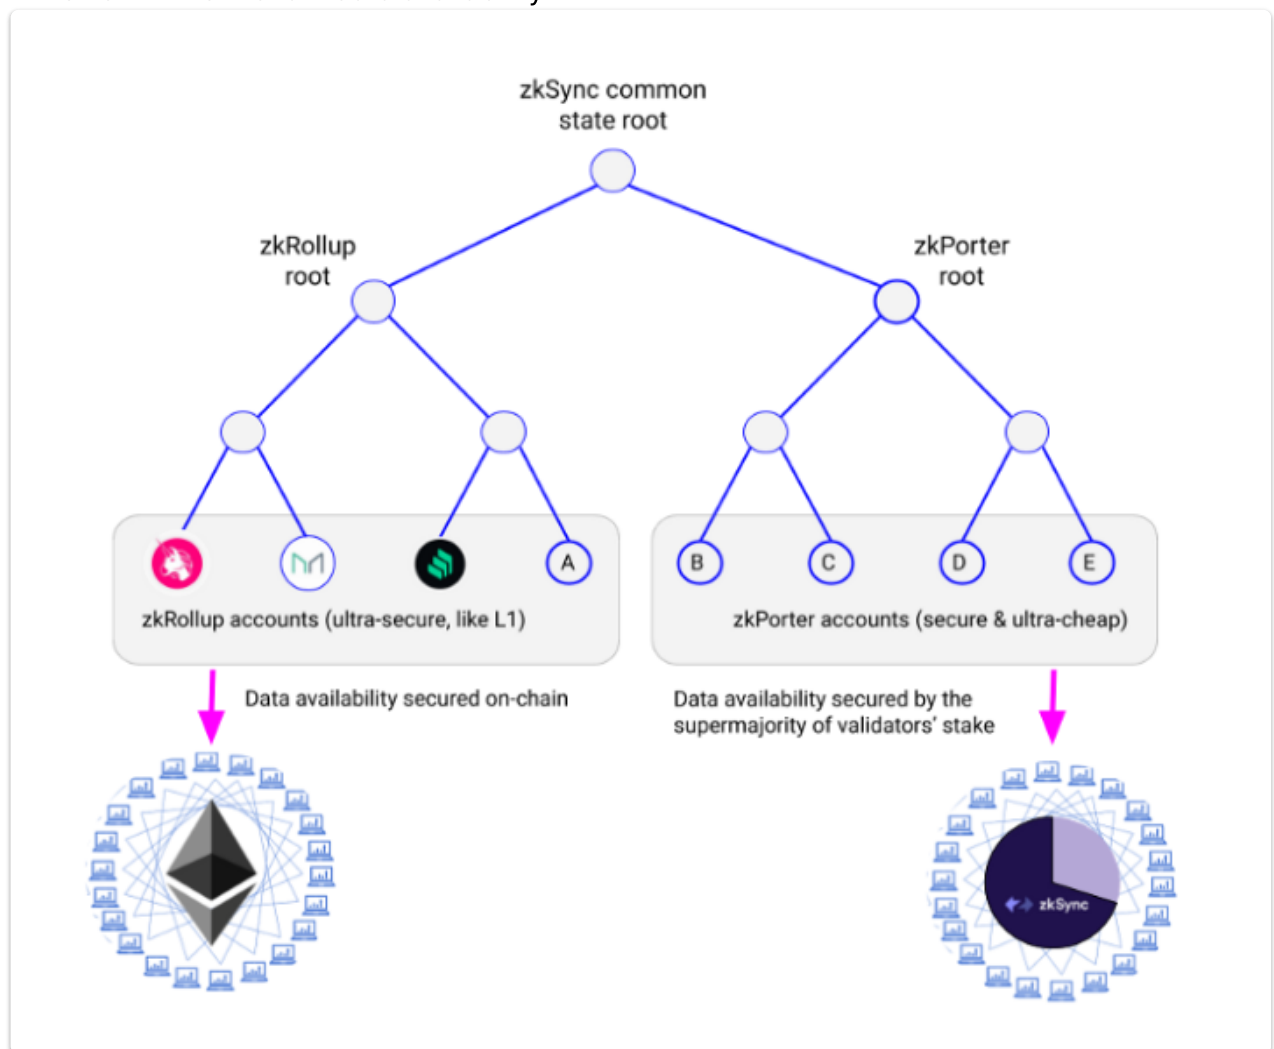 zkSync common
state root
zkRollup
root
zkPorter
root
A
B
C
D
E
zkRollup accounts (ultra-secure, like L1)
zkPorter accounts (secure & ultra-cheap)
Data availability secured on-chain
Data availability secured by the
supermajority of validators' stake
zkSync